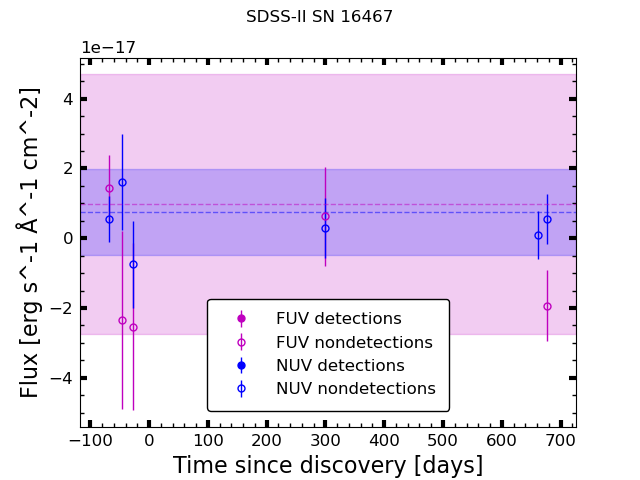 SDSS-II SN 16467
1e−17
Flux [erg s^-1 Å^-1 cm^-2]
4
2
0
−2
−4
FUV detections
FUV nondetections
NUV detections
NUV nondetections
−100 0 100 200 300 400 500 600 700
Time since discovery [days]